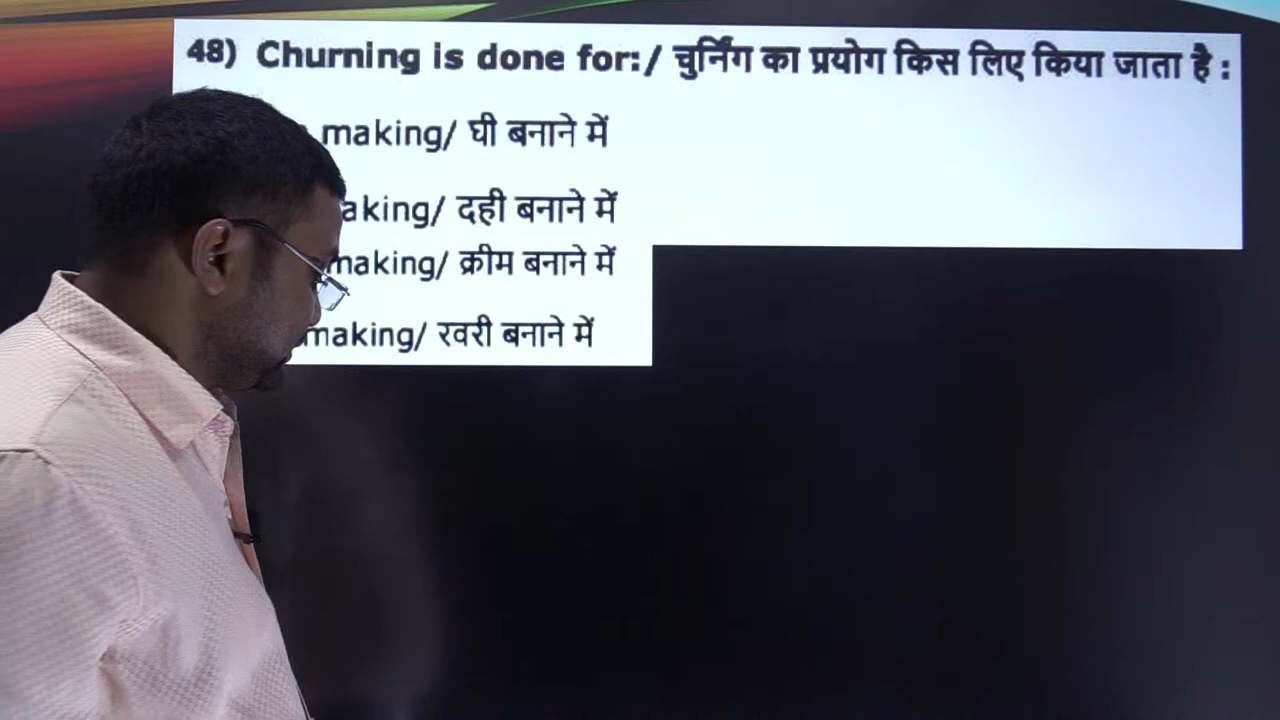 48) Churning is done for:/ चुर्निंग का प्रयोग किस लिए किया जाता है :
making/ घी बनाने में
aking/ दही बनाने में
making/ क्रीम बनाने में
making/ रवरी बनाने में